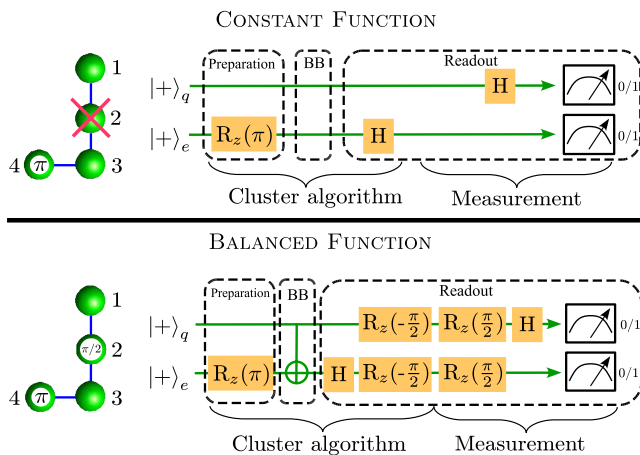 CONSTANT FUNCTION
1
2
4 π 3
Preparation BB Readout
|+⟩q H 0/1
|+⟩e Rz(π) H 0/1
Cluster algorithm Measurement
BALANCED FUNCTION
1
π/2 2
4 π 3
Preparation BB Readout
|+⟩q Rz(-π/2) Rz(π/2) H 0/1
|+⟩e Rz(π) H Rz(-π/2) Rz(π/2) 0/1
Cluster algorithm Measurement